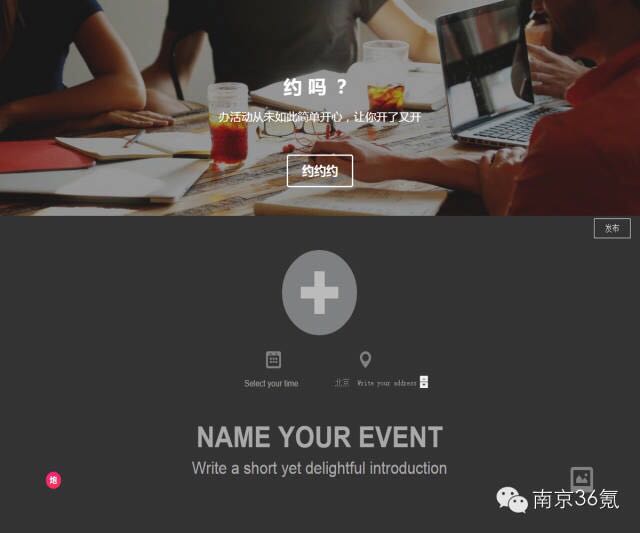 约吗？
办活动从未如此简单开心，让你开了又开
约约约
发布
Select your time
北京 Write your address
NAME YOUR EVENT
Write a short yet delightful introduction
炮
南京36氪